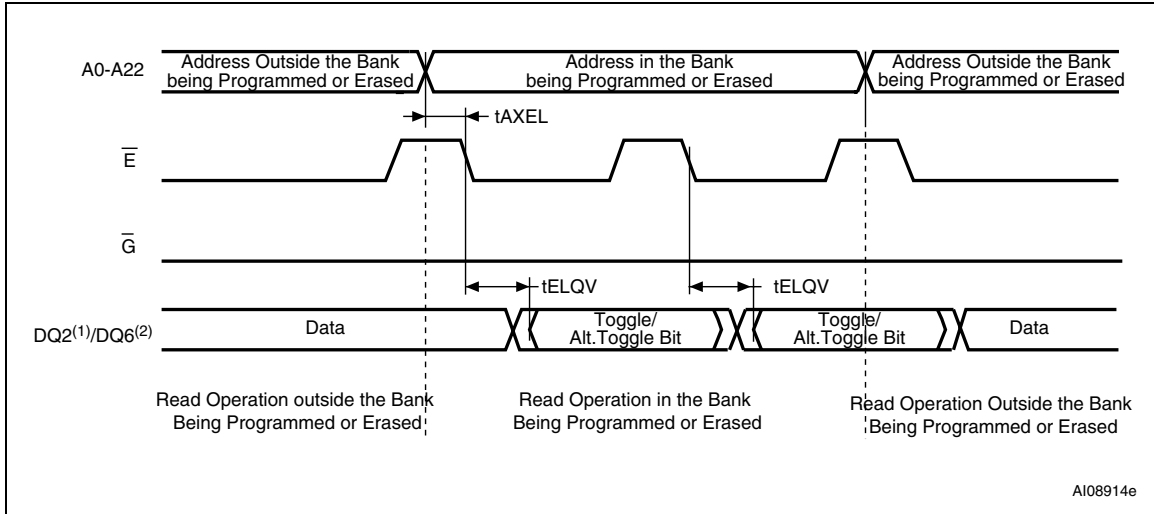 A0-A22
Address Outside the Bank
being Programmed or Erased
Address in the Bank
being Programmed or Erased
Address Outside the Bank
being Programmed or Erased
tAXEL
E
G
tELQV
tELQV
DQ2(1)/DQ6(2)
Data
Toggle/
Alt.Toggle Bit
Toggle/
Alt.Toggle Bit
Data
Read Operation outside the Bank
Being Programmed or Erased
Read Operation in the Bank
Being Programmed or Erased
Read Operation Outside the Bank
Being Programmed or Erased
AI08914e